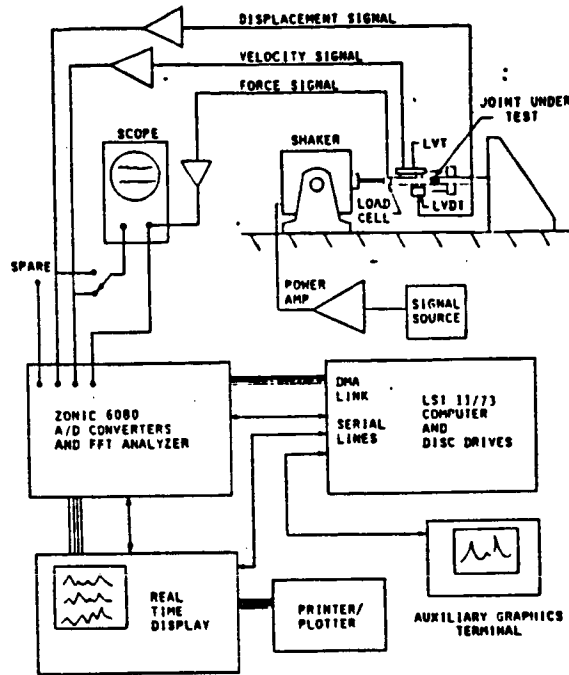 DISPLACEMENT SIGNAL
VELOCITY SIGNAL
FORCE SIGNAL
JOINT UNDER
TEST
SCOPE
SHAKER
LVT
LOAD
CELL
LVDT
SPARE
POWER
AMP
SIGNAL
SOURCE
ZONIC 6080
A/D CONVERTERS
AND FFT ANALYZER
DMA
LINK
SERIAL
LINES
LSI 11/73
COMPUTER
AND
DISC DRIVES
REAL
TIME
DISPLAY
PRINTER/
PLOTTER
AUXILIARY GRAPHICS
TERMINAL